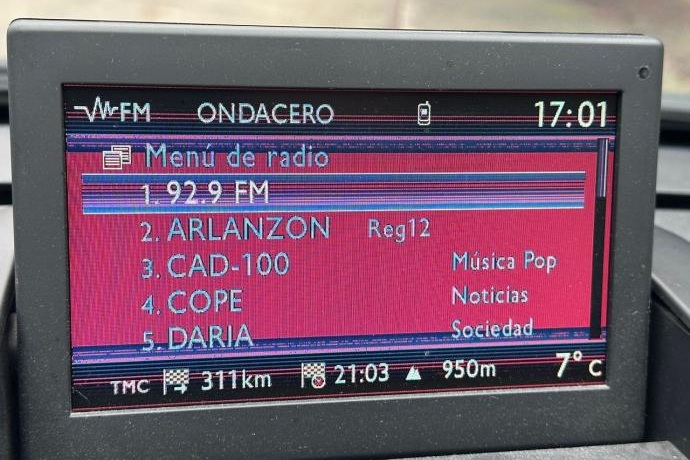 FM ONDACERO 17:01
Menú de radio
1. 92.9 FM
2. ARLANZON Reg12
3. CAD-100 Música Pop
4. COPE Noticias
5. DARIA Sociedad
TMC 311km 21:03 950m 7°C